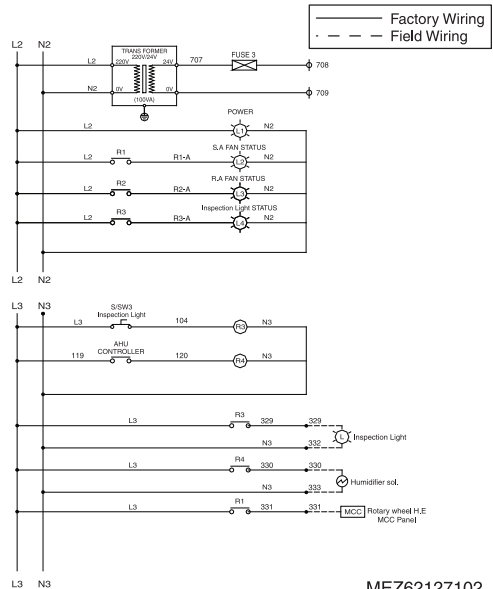 Factory Wiring
Field Wiring
L2 N2
TRANS FORMER
220V/24V
L2 220V 24V 707 FUSE 3 708
N2 0V 0V 709
(100VA)
POWER
L2 L1 N2
S.A FAN STATUS
L2 R1 R1-A L2 N2
R.A FAN STATUS
L2 R2 R2-A L3 N2
Inspection Light STATUS
L2 R3 R3-A L4 N2
L2 N2
L3 N3
S/SW3
Inspection Light
L3 104 R3 N3
AHU
CONTROLLER
119 120 R4 N3
L3 R3 329 329
L Inspection Light
N3 332
L3 R4 330 330
Humidifier sol.
N3 333
L3 R1 331 331 MCC Rotary wheel H.E
MCC Panel
L3 N3
MEZ62127102